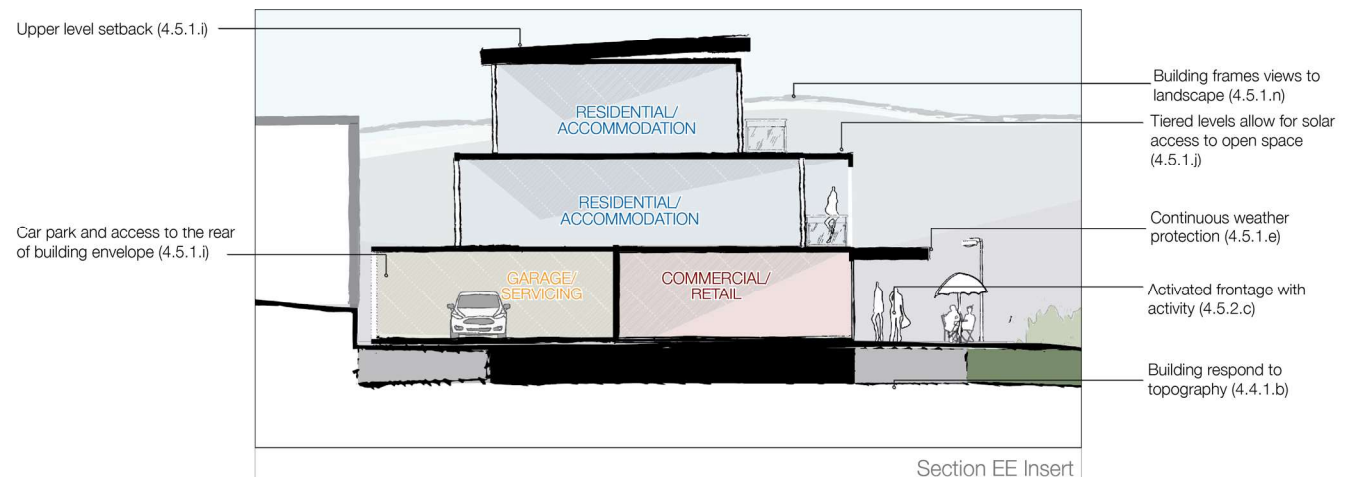 Upper level setback (4.5.1.i)
Building frames views to
landscape (4.5.1.n)
Tiered levels allow for solar
access to open space
(4.5.1.j)
RESIDENTIAL/
ACCOMMODATION
RESIDENTIAL/
ACCOMMODATION
Continuous weather
protection (4.5.1.e)
Car park and access to the rear
of building envelope (4.5.1.i)
GARAGE/
SERVICING
COMMERCIAL/
RETAIL
Activated frontage with
activity (4.5.2.c)
Building respond to
topography (4.4.1.b)
Section EE Insert